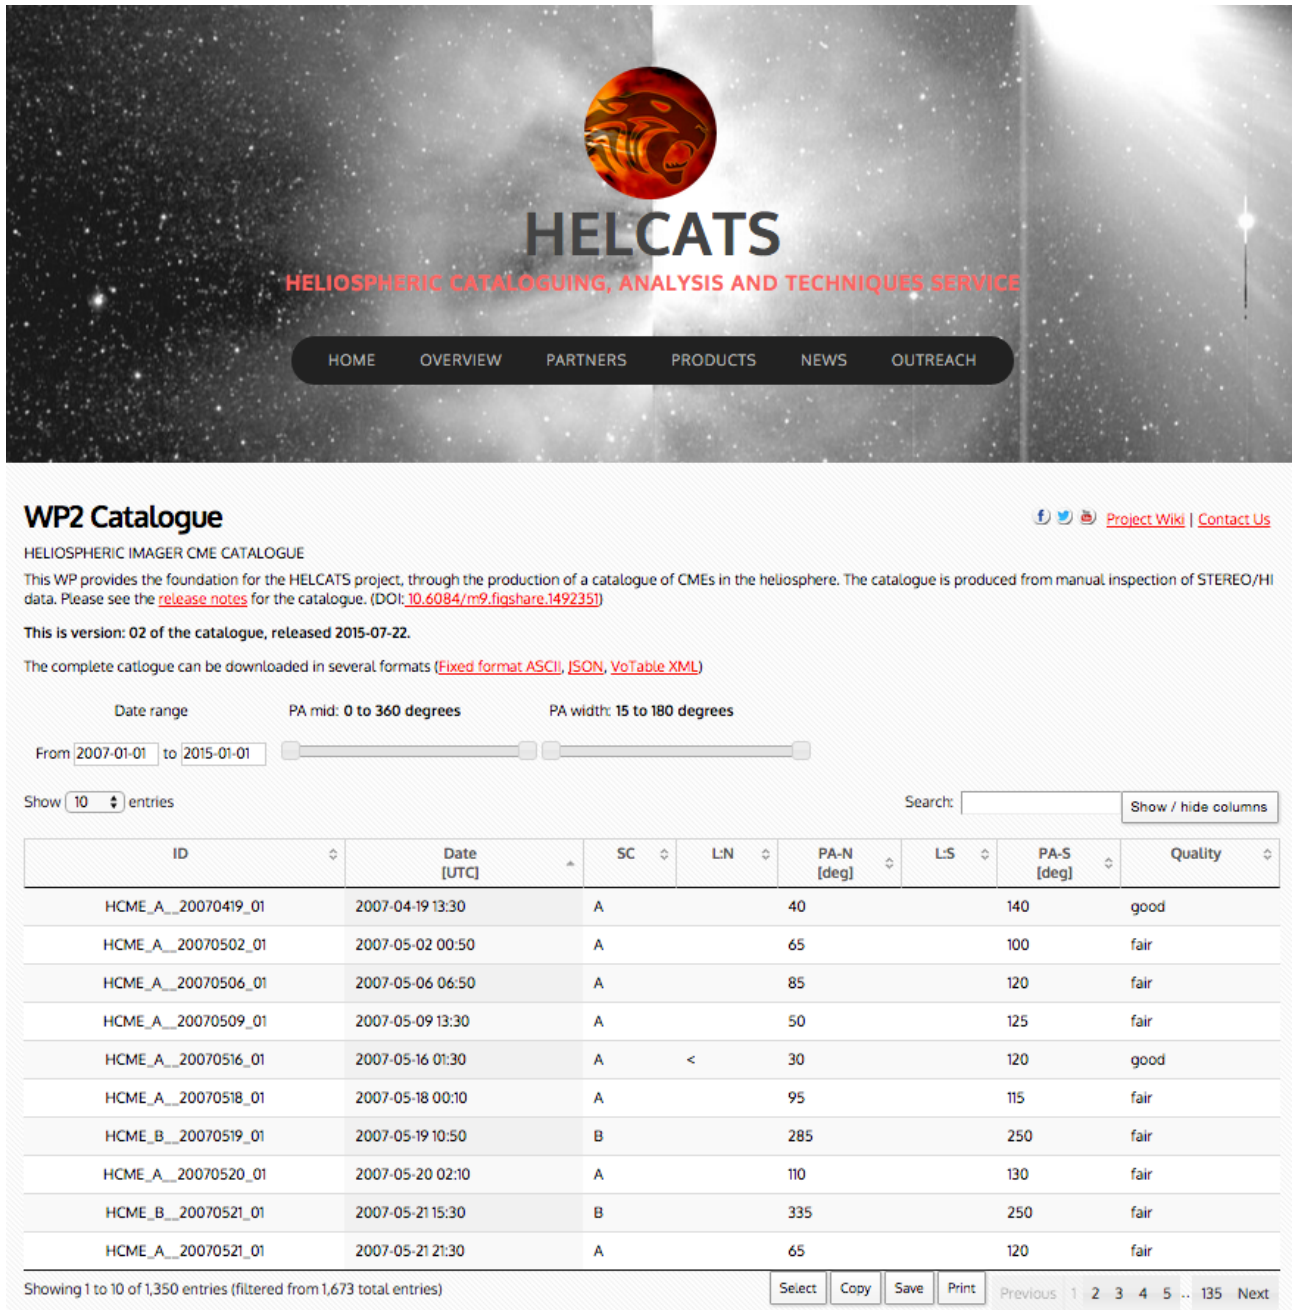 HELCATS
HELIOSPHERIC CATALOGUING, ANALYSIS AND TECHNIQUES SERVICE
HOME OVERVIEW PARTNERS PRODUCTS NEWS OUTREACH
WP2 Catalogue
Project Wiki | Contact Us
HELIOSPHERIC IMAGER CME CATALOGUE
This WP provides the foundation for the HELCATS project, through the production of a catalogue of CMEs in the heliosphere. The catalogue is produced from manual inspection of STEREO/HI
data. Please see the release notes for the catalogue. (DOI: 10.6084/m9.figshare.1492351)
This is version: 02 of the catalogue, released 2015-07-22.
The complete catlogue can be downloaded in several formats (Fixed format ASCII, JSON, VoTable XML)
Date range PA mid: 0 to 360 degrees PA width: 15 to 180 degrees
From 2007-01-01 to 2015-01-01
Show 10 entries Search: Show / hide columns
ID Date SC L:N PA-N L:S PA-S Quality
[UTC] [deg] [deg]
HCME_A__20070419_01 2007-04-19 13:30 A 40 140 good
HCME_A__20070502_01 2007-05-02 00:50 A 65 100 fair
HCME_A__20070506_01 2007-05-06 06:50 A 85 120 fair
HCME_A__20070509_01 2007-05-09 13:30 A 50 125 fair
HCME_A__20070516_01 2007-05-16 01:30 A < 30 120 good
HCME_A__20070518_01 2007-05-18 00:10 A 95 115 fair
HCME_B__20070519_01 2007-05-19 10:50 B 285 250 fair
HCME_A__20070520_01 2007-05-20 02:10 A 110 130 fair
HCME_B__20070521_01 2007-05-21 15:30 B 335 250 fair
HCME_A__20070521_01 2007-05-21 21:30 A 65 120 fair
Showing 1 to 10 of 1,350 entries (filtered from 1,673 total entries) Select Copy Save Print Previous 1 2 3 4 5 .. 135 Next